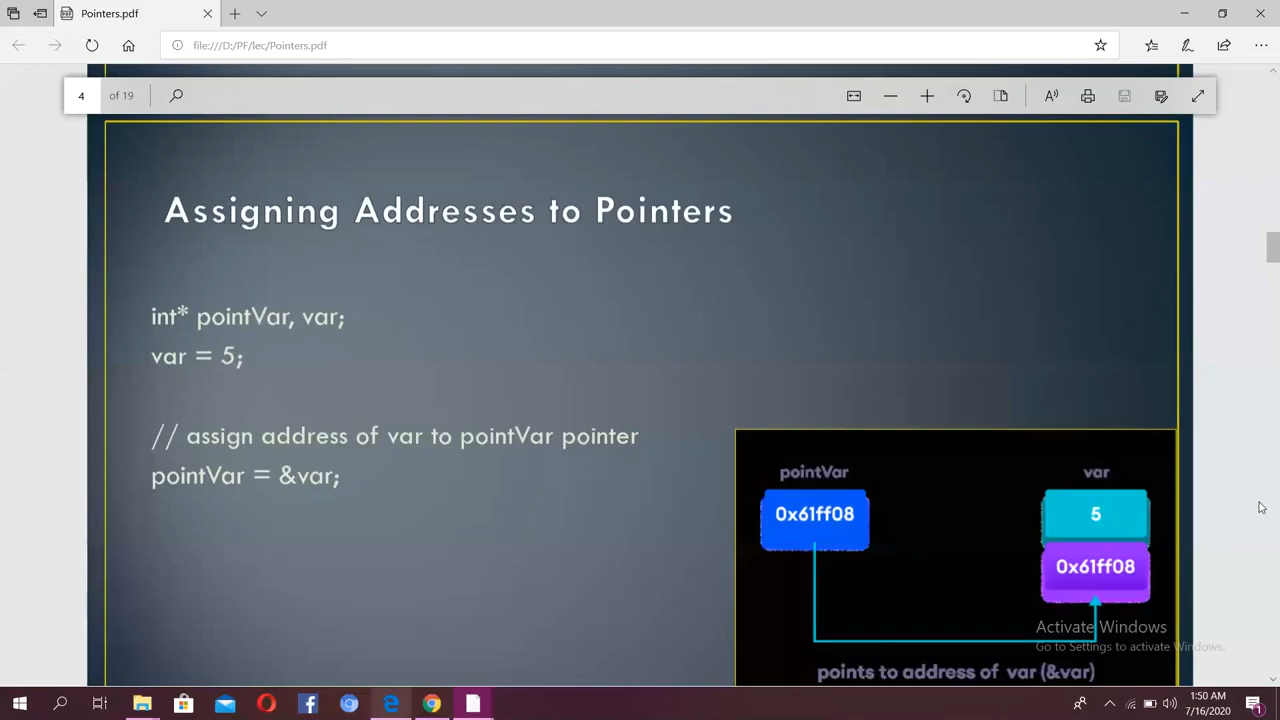 Pointers.pdf
file:///D:/PF/lec/Pointers.pdf
4 of 19
Assigning Addresses to Pointers
int* pointVar, var;
var = 5;
// assign address of var to pointVar pointer
pointVar = &var;
pointVar var
0x61ff08 5
0x61ff08
points to address of var (&var)
Activate Windows
Go to Settings to activate Windows.
1:50 AM
7/16/2020
1